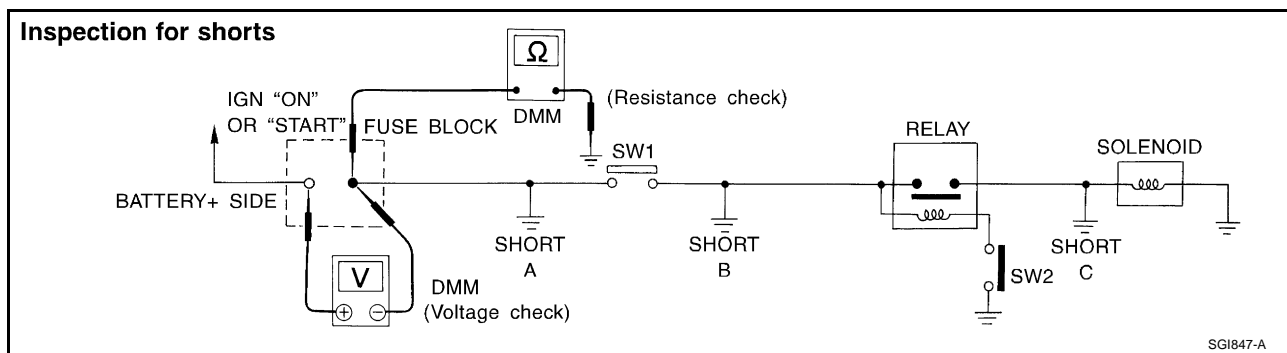 Inspection for shorts
Ω
IGN “ON”
OR “START”
FUSE BLOCK
DMM
(Resistance check)
SW1
RELAY
SOLENOID
BATTERY+ SIDE
SHORT
A
SHORT
B
SHORT
C
SW2
V
+ −
DMM
(Voltage check)
SGI847-A